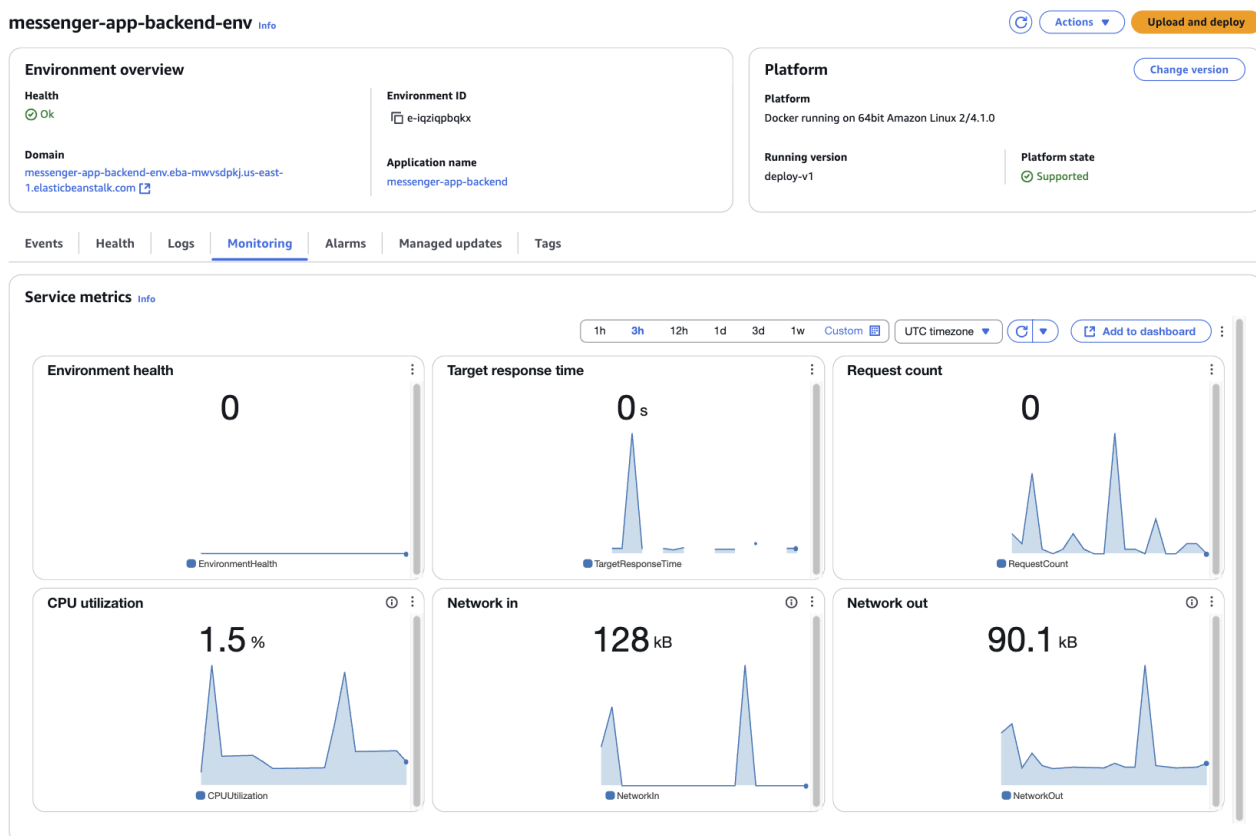 messenger-app-backend-env Info
Actions
Upload and deploy
Environment overview
Health
Ok
Domain
messenger-app-backend-env.eba-mwvsdpkj.us-east-
1.elasticbeanstalk.com
Environment ID
e-iqziqpbqkx
Application name
messenger-app-backend
Platform
Change version
Platform
Docker running on 64bit Amazon Linux 2/4.1.0
Running version
deploy-v1
Platform state
Supported
Events
Health
Logs
Monitoring
Alarms
Managed updates
Tags
Service metrics Info
1h
3h
12h
1d
3d
1w
Custom
UTC timezone
Add to dashboard
Environment health
0
EnvironmentHealth
Target response time
0 s
TargetResponseTime
Request count
0
RequestCount
CPU utilization
1.5 %
CPUUtilization
Network in
128 kB
NetworkIn
Network out
90.1 kB
NetworkOut